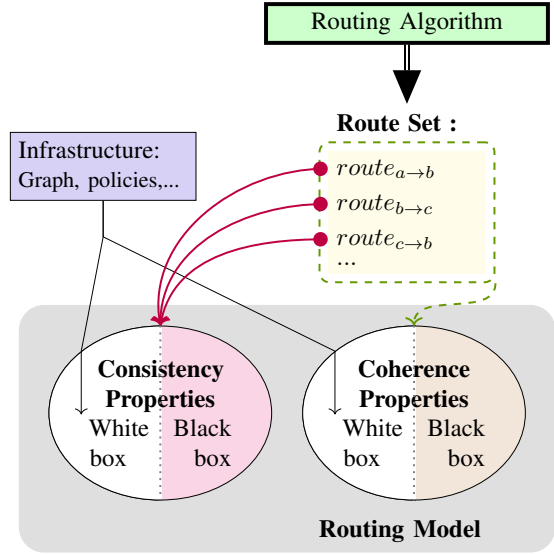 Routing Algorithm
Route Set :
Infrastructure:
Graph, policies,...
route_{a→b}
route_{b→c}
route_{c→b}
...
Consistency
Properties
White
box
Black
box
Coherence
Properties
White
box
Black
box
Routing Model